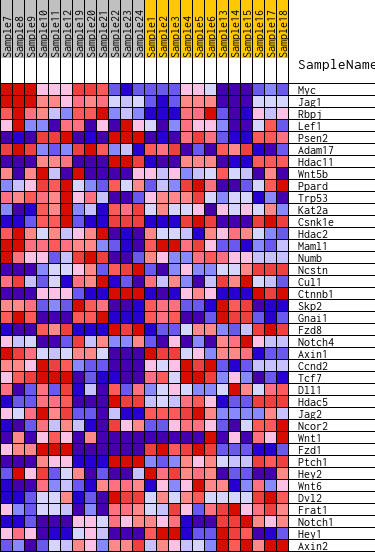 Sample7
Sample8
Sample9
Sample10
Sample11
Sample12
Sample19
Sample20
Sample21
Sample22
Sample23
Sample24
Sample1
Sample2
Sample3
Sample4
Sample5
Sample6
Sample13
Sample14
Sample15
Sample16
Sample17
Sample18
SampleName
Myc
Jag1
Rbpj
Lef1
Psen2
Adam17
Hdac11
Wnt5b
Ppard
Trp53
Kat2a
Csnk1e
Hdac2
Maml1
Numb
Ncstn
Cul1
Ctnnb1
Skp2
Gnai1
Fzd8
Notch4
Axin1
Ccnd2
Tcf7
Dll1
Hdac5
Jag2
Ncor2
Wnt1
Fzd1
Ptch1
Hey2
Wnt6
Dvl2
Frat1
Notch1
Hey1
Axin2